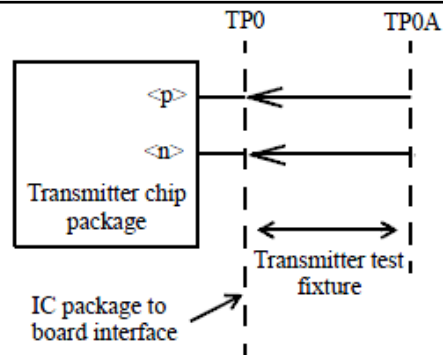 TP0 TP0A
<p>
<n>
Transmitter chip
package
Transmitter test
fixture
IC package to
board interface